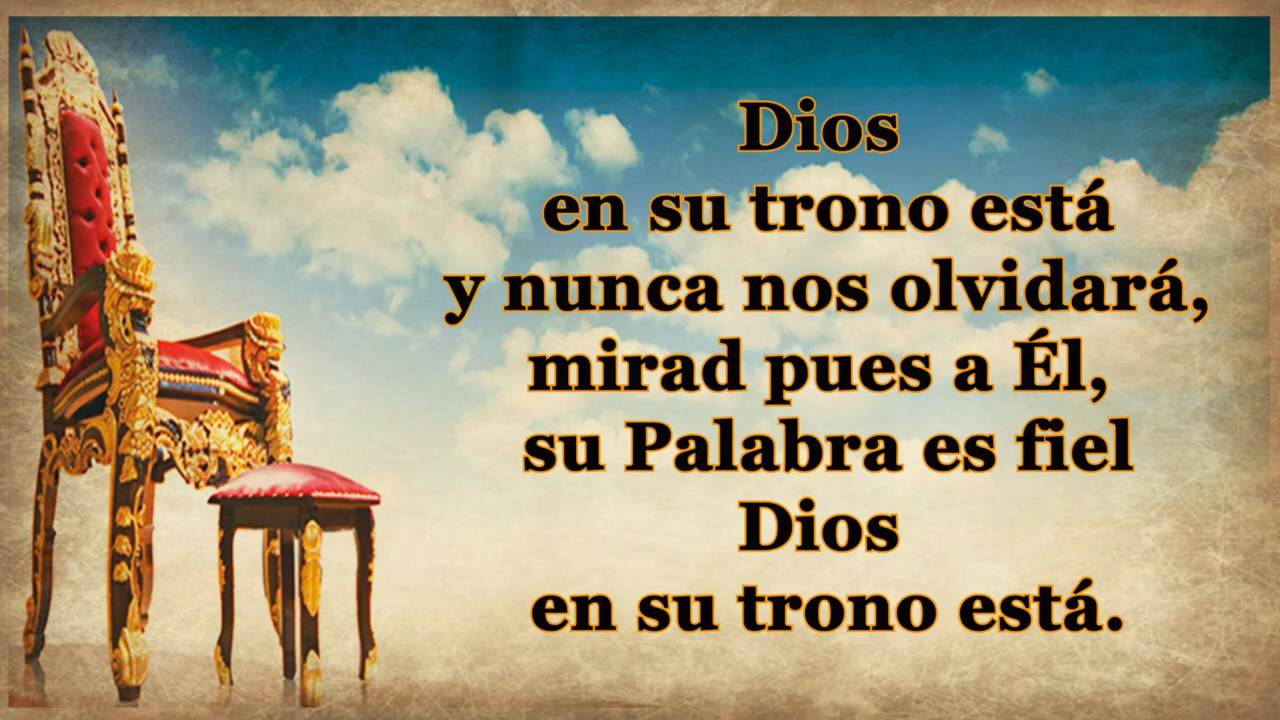 Dios
en su trono está
y nunca nos olvidará,
mirad pues a Él,
su Palabra es fiel
Dios
en su trono está.